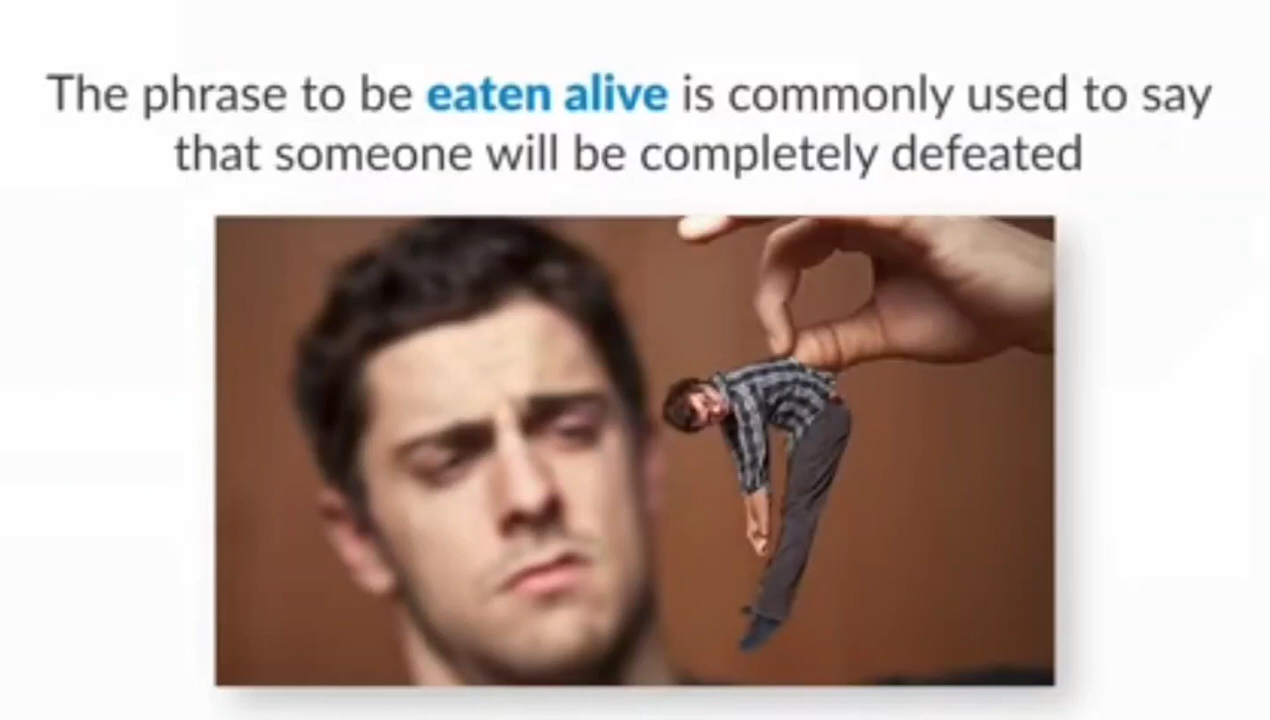 The phrase to be eaten alive is commonly used to say
that someone will be completely defeated